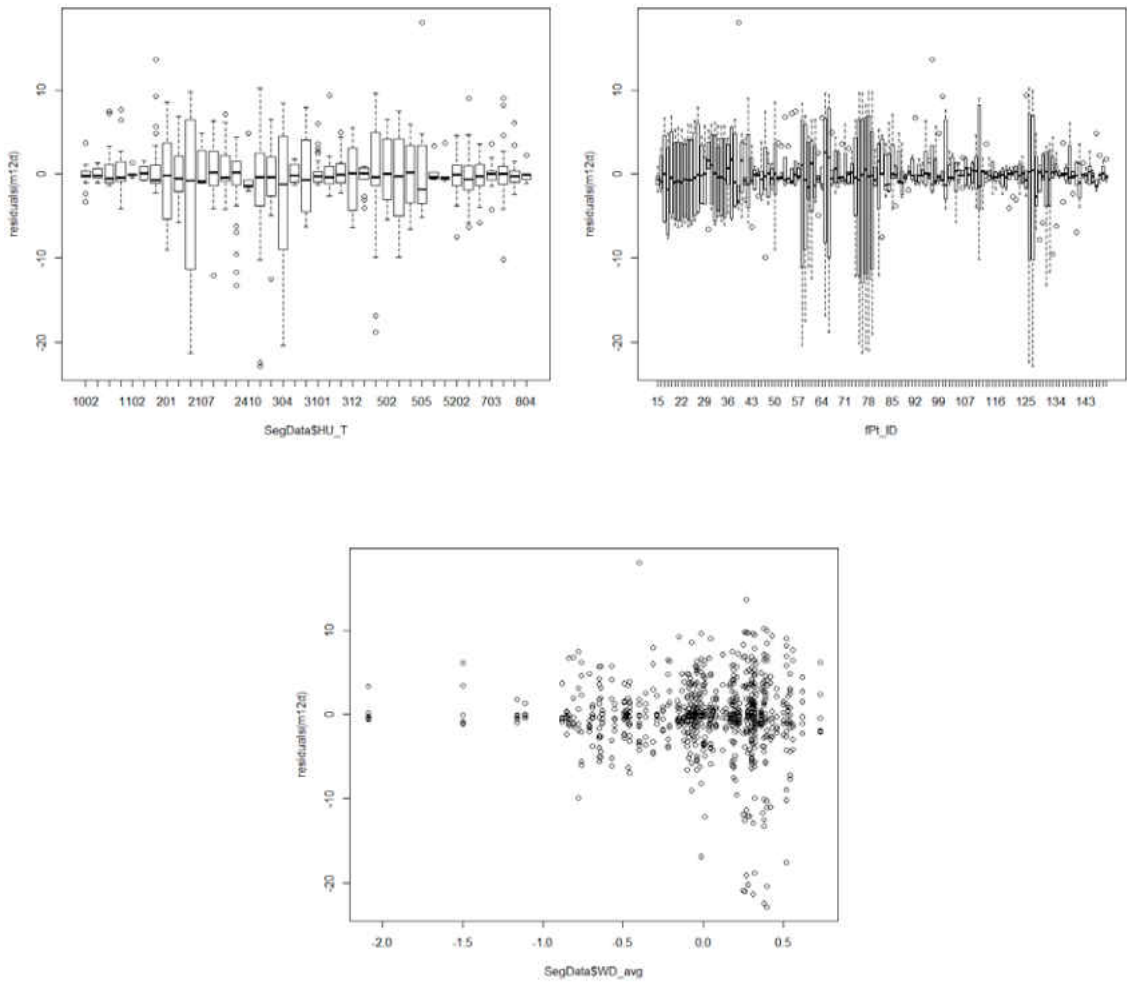 10
0
-10
-20
residuals(m12d)
1002 1102 201 2107 2410 304 3101 312 502 505 5202 703 804
SegData$HU_T
10
0
-10
-20
residuals(m12d)
15 22 29 36 43 50 57 64 71 78 85 92 99 107 116 125 134 143
fPt_ID
10
0
-10
-20
residuals(m12d)
-2.0 -1.5 -1.0 -0.5 0.0 0.5
SegData$WD_avg